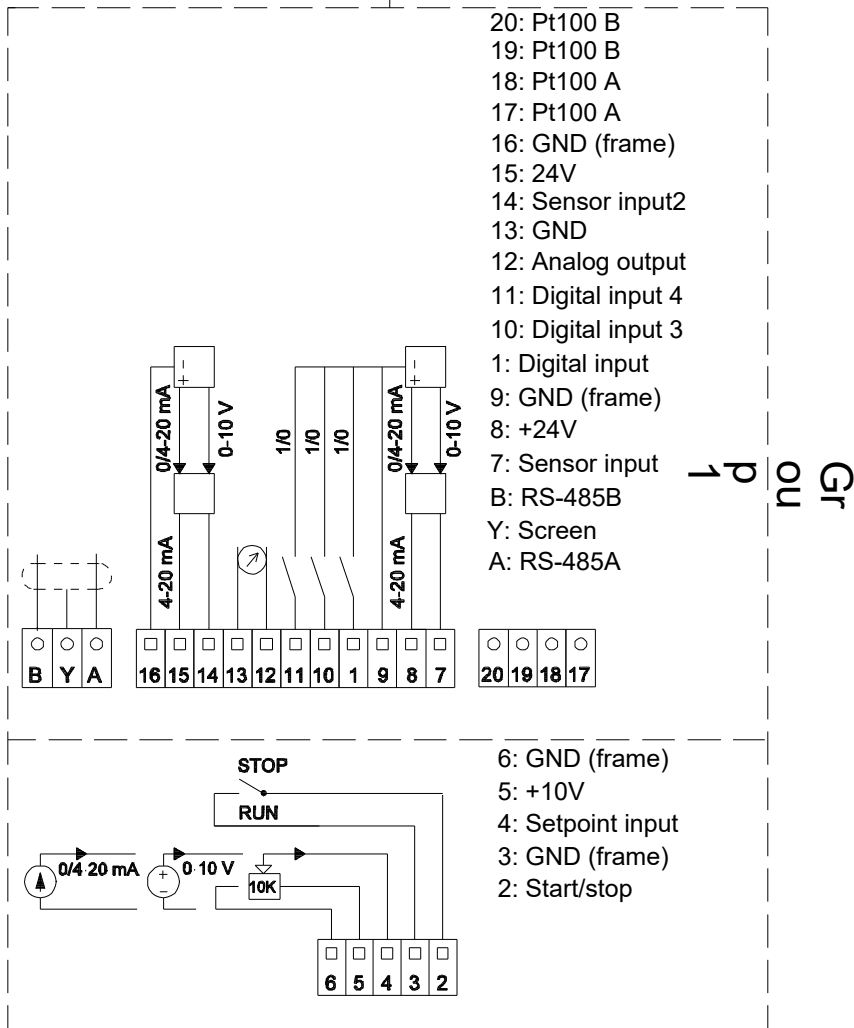 20: Pt100 B
19: Pt100 B
18: Pt100 A
17: Pt100 A
16: GND (frame)
15: 24V
14: Sensor input2
13: GND
12: Analog output
11: Digital input 4
10: Digital input 3
1: Digital input
9: GND (frame)
8: +24V
7: Sensor input
B: RS-485B
Y: Screen
A: RS-485A
Gr
ou
p
1
- +
0/4-20 mA
0-10 V
1/0
1/0
1/0
- +
0/4-20 mA
0-10 V
4-20 mA
4-20 mA
B Y A
16 15 14 13 12 11 10 1 9 8 7
20 19 18 17
6: GND (frame)
5: +10V
4: Setpoint input
3: GND (frame)
2: Start/stop
STOP
RUN
0/4-20 mA
+ -
0-10 V
10K
6 5 4 3 2